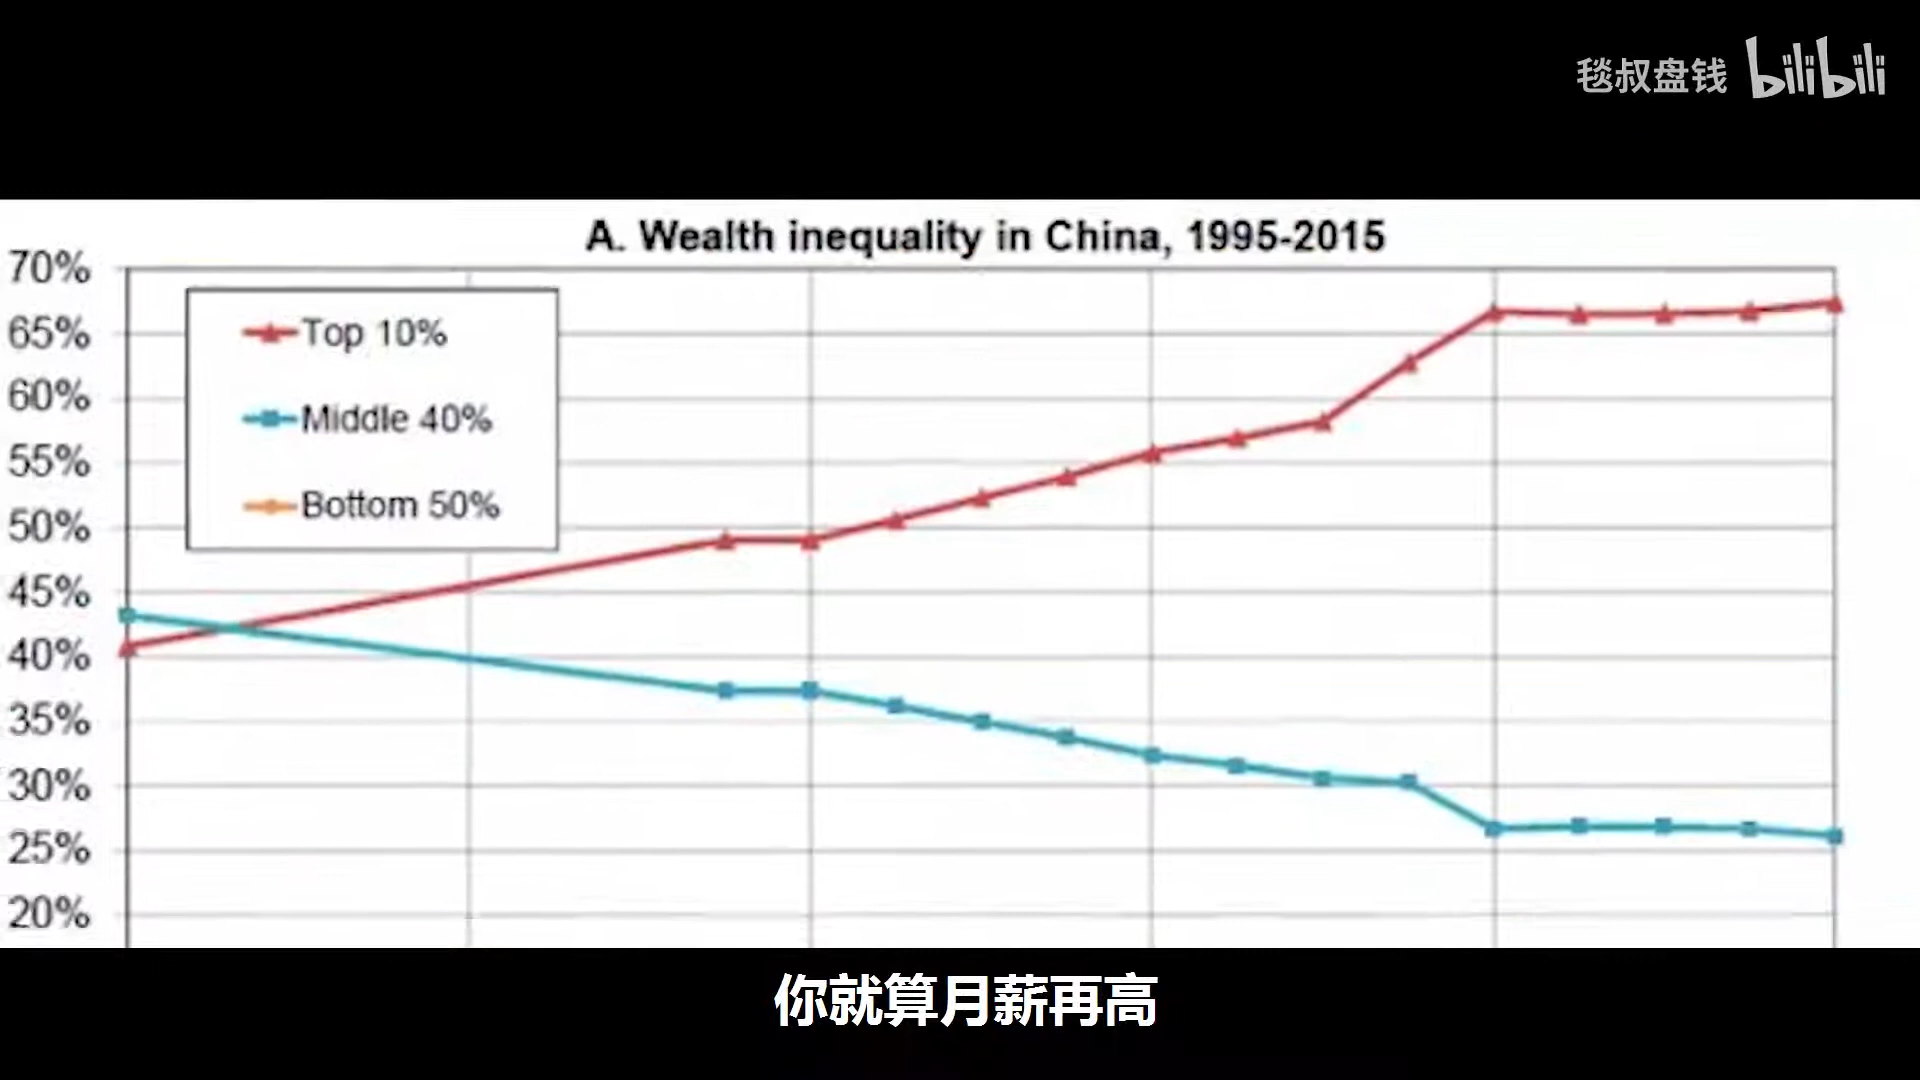 毯叔盘钱 bilibili
A. Wealth inequality in China, 1995-2015
70%
65%
60%
55%
50%
45%
40%
35%
30%
25%
20%
Top 10%
Middle 40%
Bottom 50%
你就算月薪再高